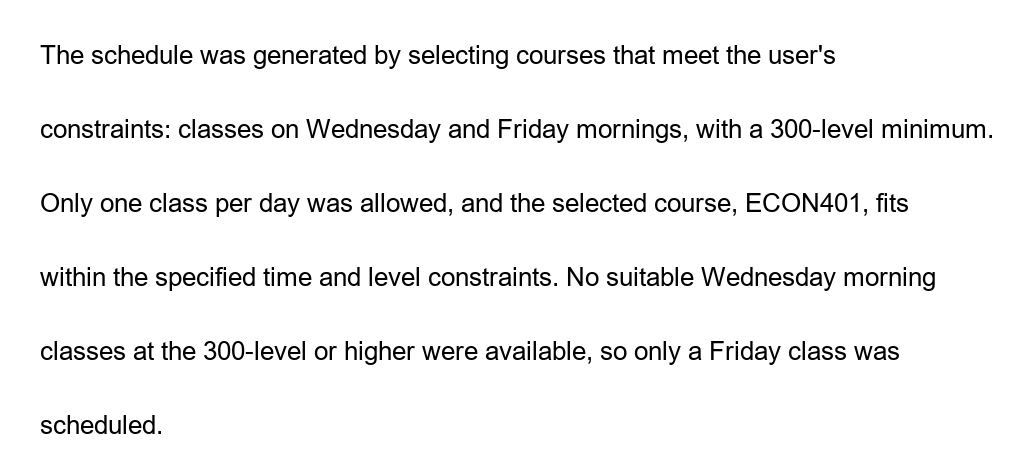 The schedule was generated by selecting courses that meet the user's
constraints: classes on Wednesday and Friday mornings, with a 300-level minimum.
Only one class per day was allowed, and the selected course, ECON401, fits
within the specified time and level constraints. No suitable Wednesday morning
classes at the 300-level or higher were available, so only a Friday class was
scheduled.